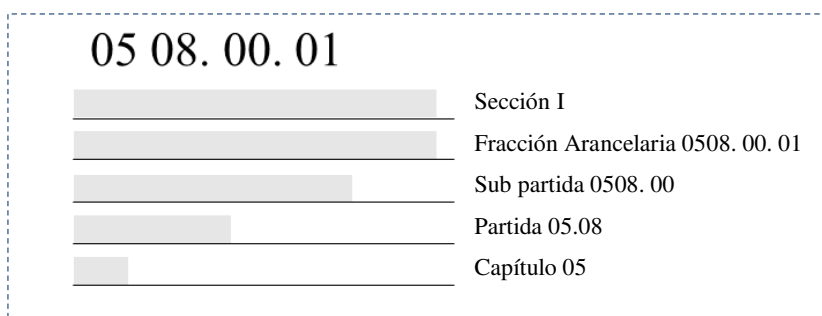 05 08. 00. 01
Sección I
Fracción Arancelaria 0508. 00. 01
Sub partida 0508. 00
Partida 05.08
Capítulo 05